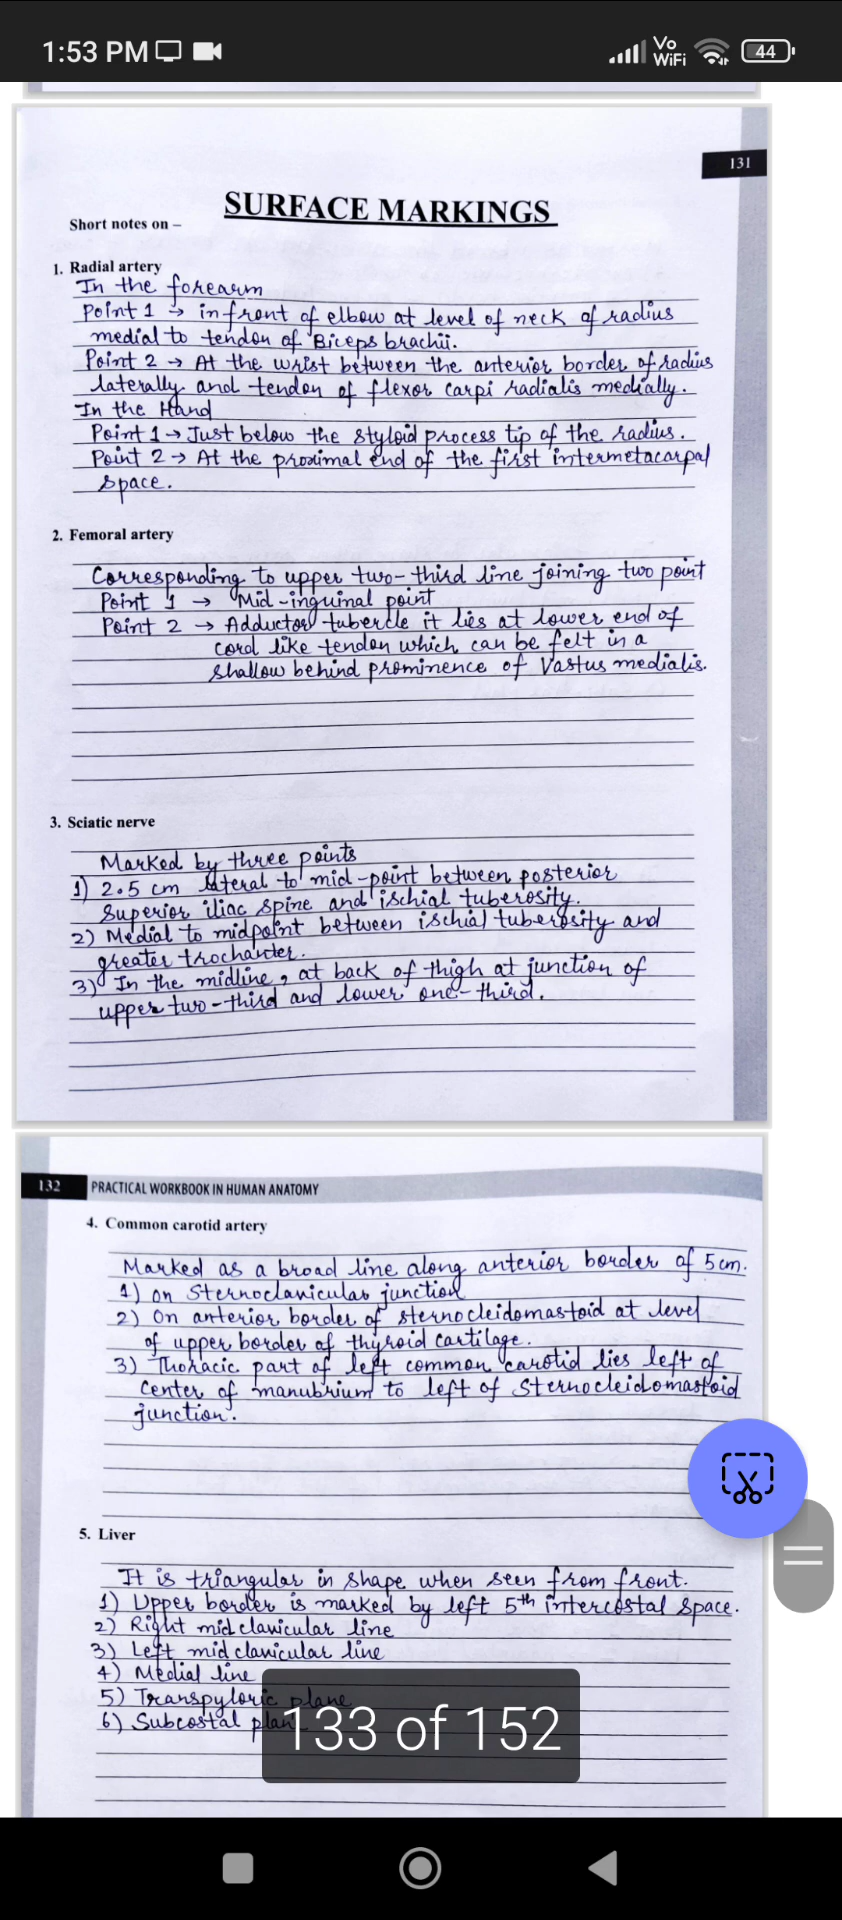 1:53 PM
Vo
WiFi
44
131
SURFACE MARKINGS
Short notes on –
1. Radial artery
In the forearm
Point 1 → infront of elbow at level of neck of radius
medial to tendon of Biceps brachii.
Point 2 → At the wrist between the anterior border of radius
laterally and tendon of flexor carpi radialis medially.
In the Hand
Point 1 → Just below the styloid process tip of the radius.
Point 2 → At the proximal end of the first intermetacarpal
space.
2. Femoral artery
Corresponding to upper two-third line joining two point
Point 1 → Mid-inguinal point
Point 2 → Adductor tubercle it lies at lower end of
cord like tendon which can be felt in a
shallow behind prominence of Vastus medialis.
3. Sciatic nerve
Marked by three points
1) 2.5 cm lateral to mid-point between posterior
Superior iliac spine and ischial tuberosity.
2) Medial to midpoint between ischial tuberosity and
greater trochanter.
3) In the midline, at back of thigh at junction of
upper two-third and lower one-third.
132 PRACTICAL WORKBOOK IN HUMAN ANATOMY
4. Common carotid artery
Marked as a broad line along anterior border of 5cm.
1) on Sternoclavicular junction
2) On anterior border of sternocleidomastoid at level
of upper border of thyroid cartilage.
3) Thoracic part of left common carotid lies left of
Center of manubrium to left of Sternocleidomastoid
junction.
5. Liver
It is triangular in shape when seen from front.
1) Upper border is marked by left 5th intercostal space.
2) Right mid clavicular line
3) Left mid clavicular line
4) Medial line
5) Transpyloric plane
6) Subcostal plan
133 of 152